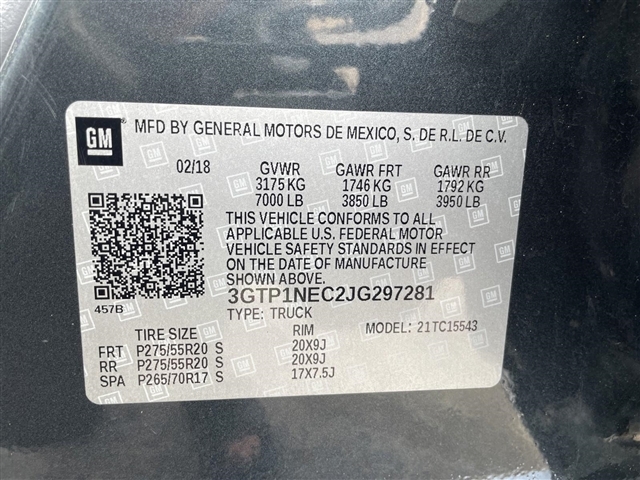 GM
MFD BY GENERAL MOTORS DE MEXICO, S. DE R.L. DE C.V.
02/18 GVWR GAWR FRT GAWR RR
3175 KG 1746 KG 1792 KG
7000 LB 3850 LB 3950 LB
THIS VEHICLE CONFORMS TO ALL
APPLICABLE U.S. FEDERAL MOTOR
VEHICLE SAFETY STANDARDS IN EFFECT
ON THE DATE OF MANUFACTURE
SHOWN ABOVE.
457B
3GTP1NEC2JG297281
TYPE: TRUCK MODEL: 21TC15543
TIRE SIZE RIM
FRT P275/55R20 S 20X9J
RR P275/55R20 S 20X9J
SPA P265/70R17 S 17X7.5J